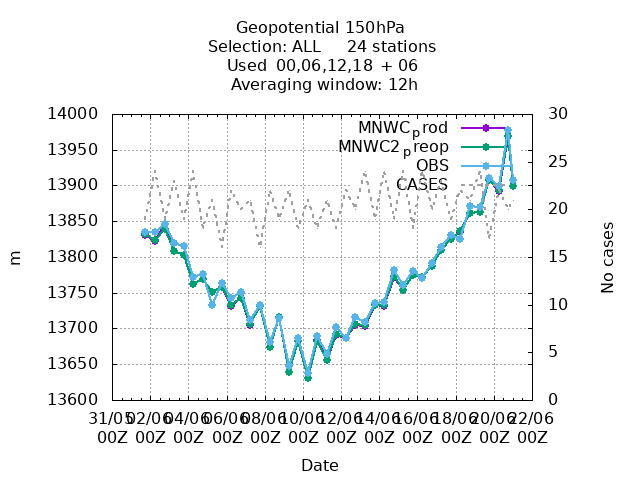 Geopotential 150hPa
Selection: ALL 24 stations
Used 00,06,12,18 + 06
Averaging window: 12h
14000
13950
13900
13850
13800
13750
13700
13650
13600
m
MNWCprod
MNWC2preop
OBS
CASES
30
25
20
15
10
5
0
No cases
31/05 02/06 04/06 06/06 08/06 10/06 12/06 14/06 16/06 18/06 20/06 22/06
00Z 00Z 00Z 00Z 00Z 00Z 00Z 00Z 00Z 00Z 00Z 00Z
Date